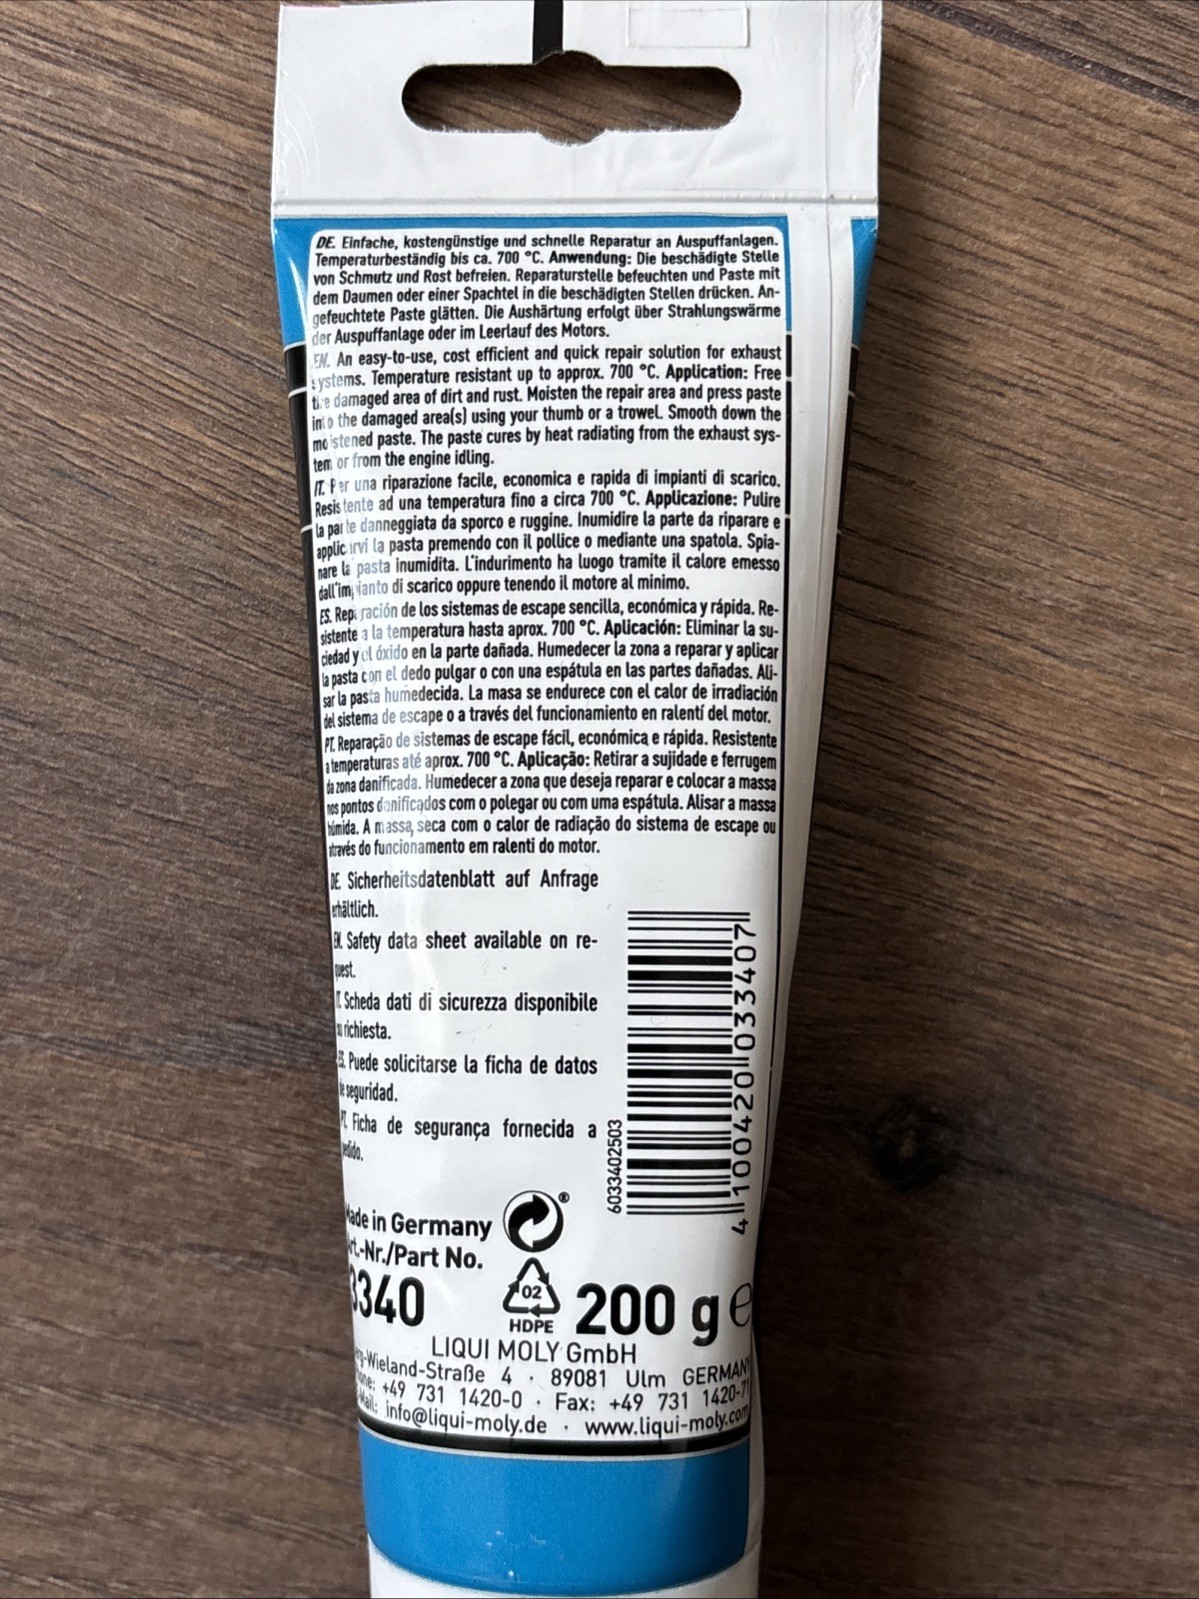 DE. Einfache, kostengünstige und schnelle Reparatur an Auspuffanlagen.
Temperaturbeständig bis ca. 700 °C. Anwendung: Die beschädigte Stelle
von Schmutz und Rost befreien. Reparaturstelle befeuchten und Paste mit
dem Daumen oder einer Spachtel in die beschädigten Stellen drücken. An-
gefeuchtete Paste glätten. Die Aushärtung erfolgt über Strahlungswärme
der Auspuffanlage oder im Leerlauf des Motors.
EN. An easy-to-use, cost efficient and quick repair solution for exhaust
systems. Temperature resistant up to approx. 700 °C. Application: Free
the damaged area of dirt and rust. Moisten the repair area and press paste
into the damaged area(s) using your thumb or a trowel. Smooth down the
moistened paste. The paste cures by heat radiating from the exhaust sys-
tem or from the engine idling.
IT. Per una riparazione facile, economica e rapida di impianti di scarico.
Resistente ad una temperatura fino a circa 700 °C. Applicazione: Pulire
la parte danneggiata da sporco e ruggine. Inumidire la parte da riparare e
applicarvi la pasta premendo con il pollice o mediante una spatola. Spia-
nare la pasta inumidita. L'indurimento ha luogo tramite il calore emesso
dall'impianto di scarico oppure tenendo il motore al minimo.
ES. Reparación de los sistemas de escape sencilla, económica y rápida. Re-
sistente a la temperatura hasta aprox. 700 °C. Aplicación: Eliminar la su-
ciedad y el óxido en la parte dañada. Humedecer la zona a reparar y aplicar
la pasta con el dedo pulgar o con una espátula en las partes dañadas. Ali-
sar la pasta humedecida. La masa se endurece con el calor de irradiación
del sistema de escape o a través del funcionamiento en ralentí del motor.
PT. Reparação de sistemas de escape fácil, económica e rápida. Resistente
a temperaturas até aprox. 700 °C. Aplicação: Retirar a sujidade e ferrugem
da zona danificada. Humedecer a zona que deseja reparar e colocar a massa
nos pontos danificados com o polegar ou com uma espátula. Alisar a massa
húmida. A massa, seca com o calor de radiação do sistema de escape ou
através do funcionamento em ralenti do motor.
DE. Sicherheitsdatenblatt auf Anfrage
erhältlich.
EN. Safety data sheet available on re-
quest.
IT. Scheda dati di sicurezza disponibile
su richiesta.
ES. Puede solicitarse la ficha de datos
de seguridad.
PT. Ficha de segurança fornecida a
pedido.
6033402503
4 100420 033407
Made in Germany
Art.-Nr./Part No.
3340
02
HDPE
200 g e
LIQUI MOLY GmbH
Jerg-Wieland-Straße 4 · 89081 Ulm GERMANY
Phone: +49 731 1420-0 · Fax: +49 731 1420-71
E-Mail: info@liqui-moly.de · www.liqui-moly.com